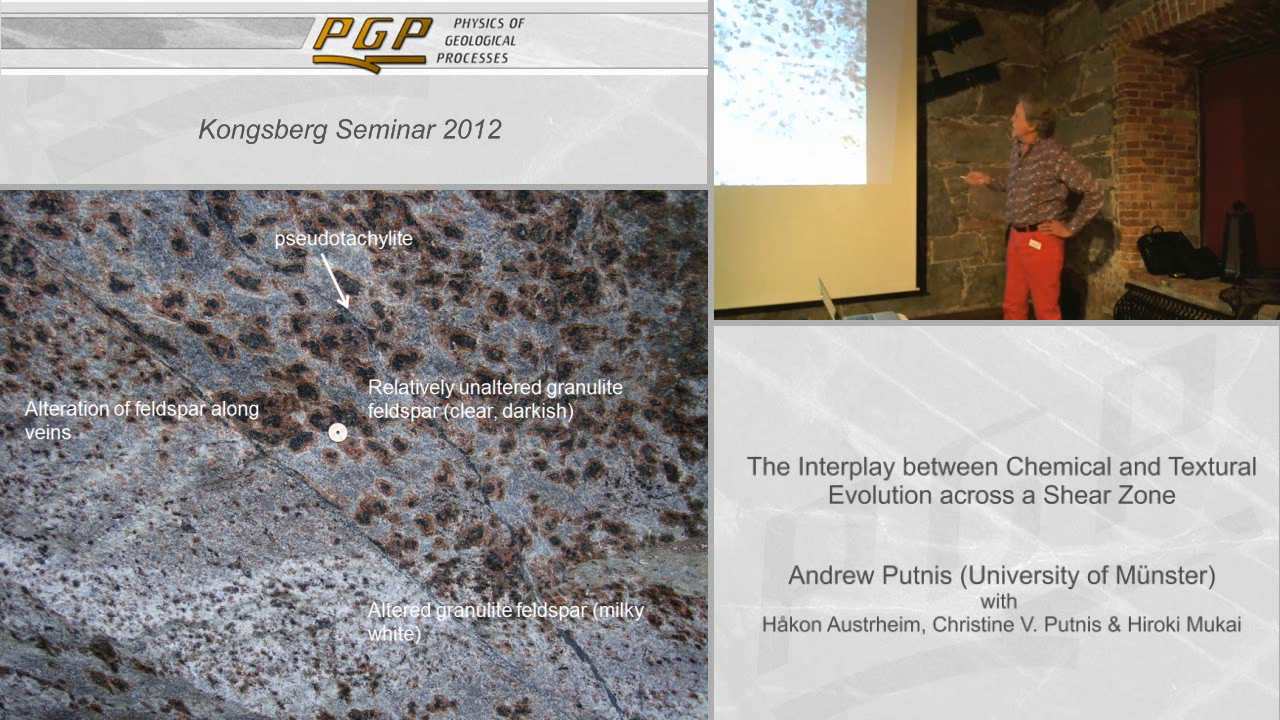 PGP
PHYSICS OF
GEOLOGICAL
PROCESSES
Kongsberg Seminar 2012
pseudotachylite
Relatively unaltered granulite
feldspar (clear, darkish)
Alteration of feldspar along
veins
Altered granulite feldspar (milky
white)
The Interplay between Chemical and Textural
Evolution across a Shear Zone
Andrew Putnis (University of Münster)
with
Håkon Austrheim, Christine V. Putnis & Hiroki Mukai